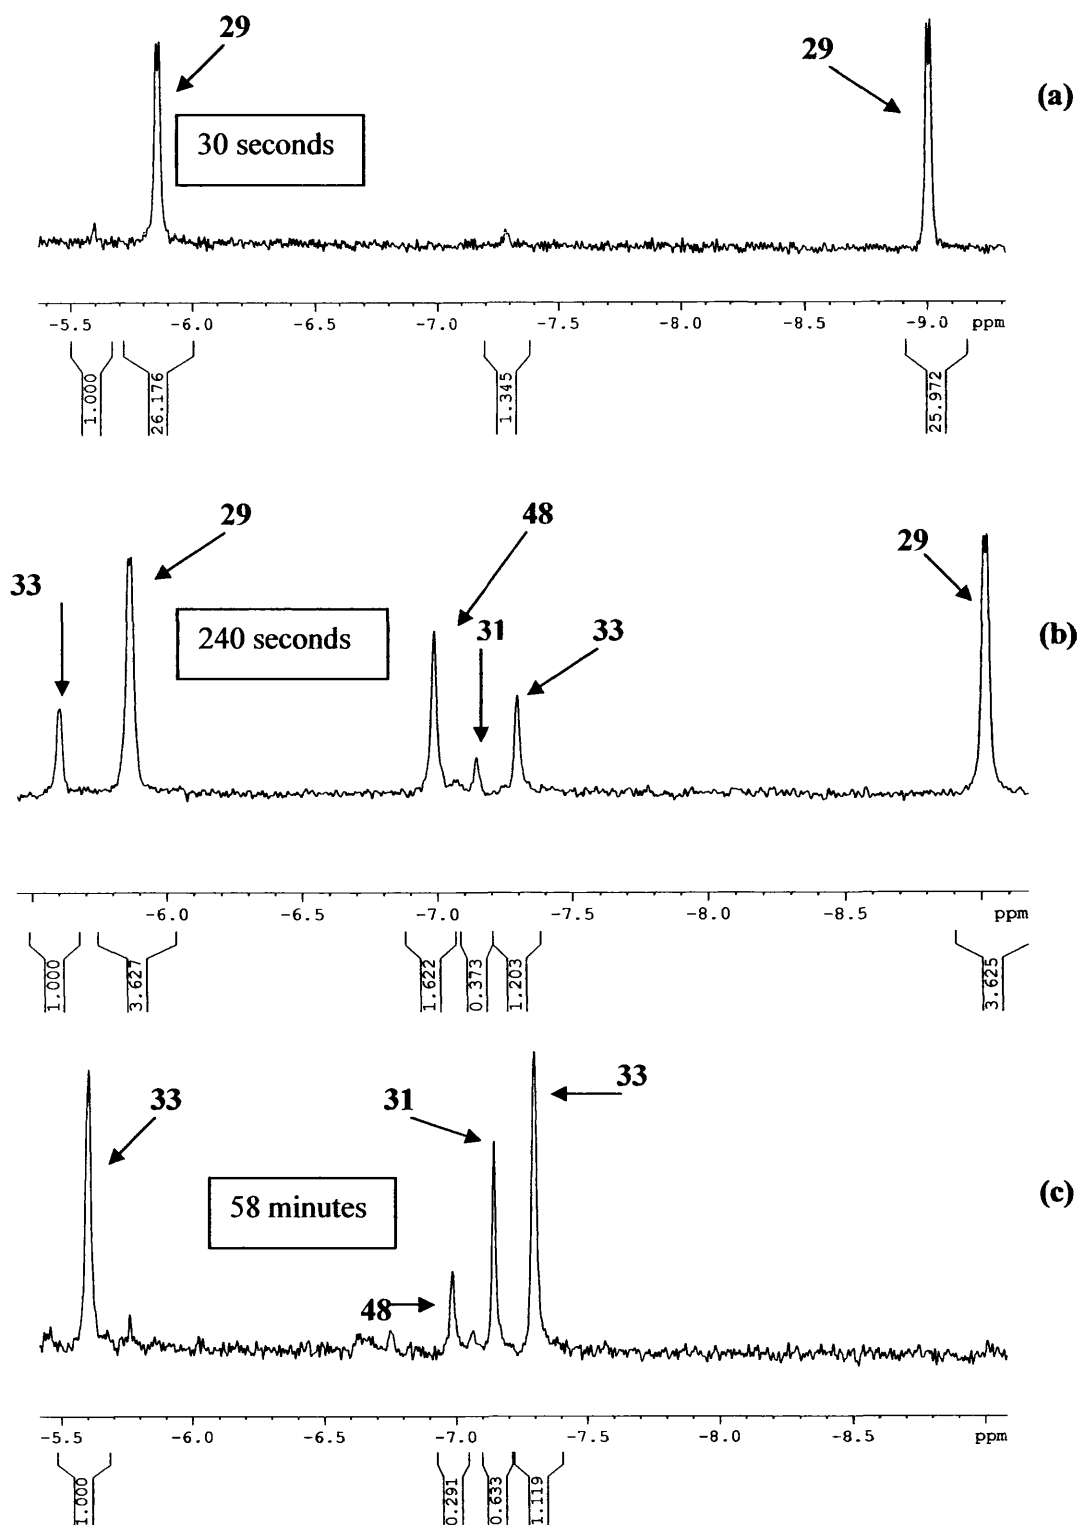 29
29
(a)
30 seconds
-5.5 -6.0 -6.5 -7.0 -7.5 -8.0 -8.5 -9.0 ppm
1.000 26.176 1.345 25.972
29
48
29
33
31
33
(b)
240 seconds
-6.0 -6.5 -7.0 -7.5 -8.0 -8.5 ppm
1.000 3.627 1.622 0.373 1.203 3.625
33
31
33
(c)
58 minutes
48
-5.5 -6.0 -6.5 -7.0 -7.5 -8.0 -8.5 ppm
1.000 0.291 0.633 1.119